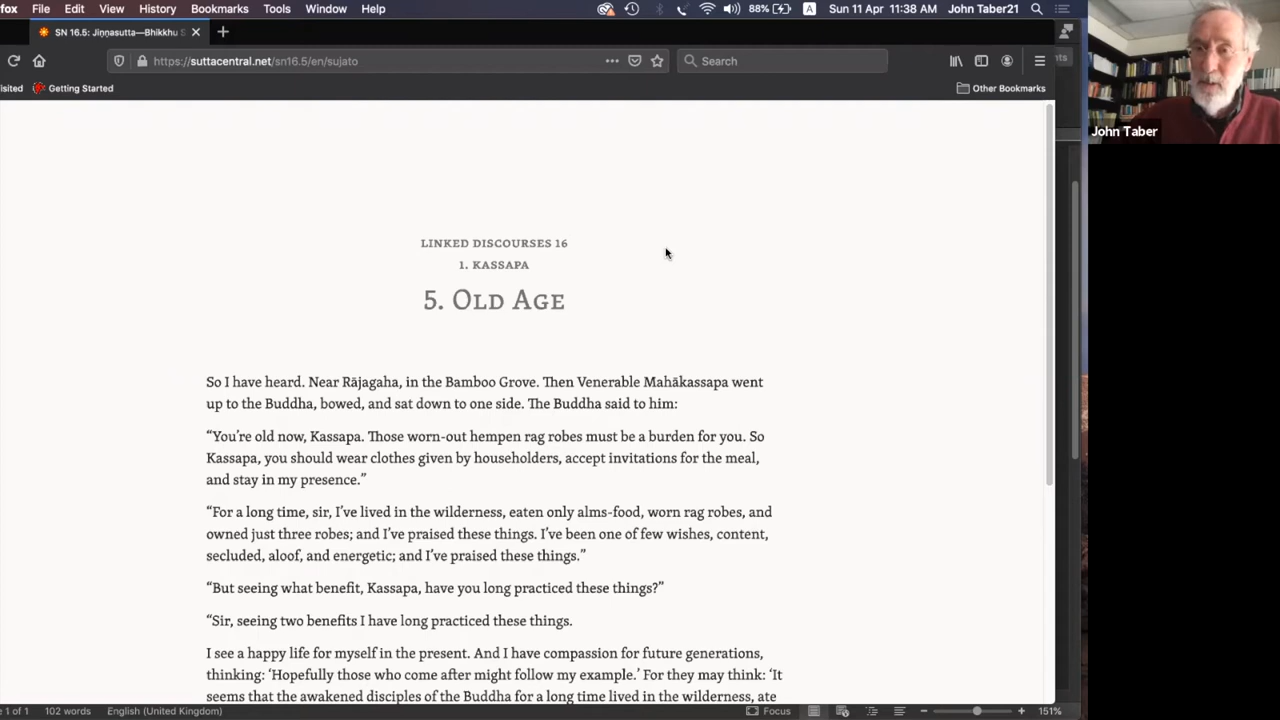 fox File Edit View History Bookmarks Tools Window Help 88% A Sun 11 Apr 11:38 AM John Taber21
SN 16.5: Jiṇṇasutta—Bhikkhu S
https://suttacentral.net/sn16.5/en/sujato
Search
isited Getting Started Other Bookmarks
nts
John Taber
LINKED DISCOURSES 16
1. KASSAPA
5. OLD AGE
So I have heard. Near Rājagaha, in the Bamboo Grove. Then Venerable Mahākassapa went
up to the Buddha, bowed, and sat down to one side. The Buddha said to him:
“You’re old now, Kassapa. Those worn-out hempen rag robes must be a burden for you. So
Kassapa, you should wear clothes given by householders, accept invitations for the meal,
and stay in my presence.”
“For a long time, sir, I’ve lived in the wilderness, eaten only alms-food, worn rag robes, and
owned just three robes; and I’ve praised these things. I’ve been one of few wishes, content,
secluded, aloof, and energetic; and I’ve praised these things.”
“But seeing what benefit, Kassapa, have you long practiced these things?”
“Sir, seeing two benefits I have long practiced these things.
I see a happy life for myself in the present. And I have compassion for future generations,
thinking: ‘Hopefully those who come after might follow my example.’ For they may think: ‘It
seems that the awakened disciples of the Buddha for a long time lived in the wilderness, ate
e 1 of 1 102 words English (United Kingdom) Focus 151%